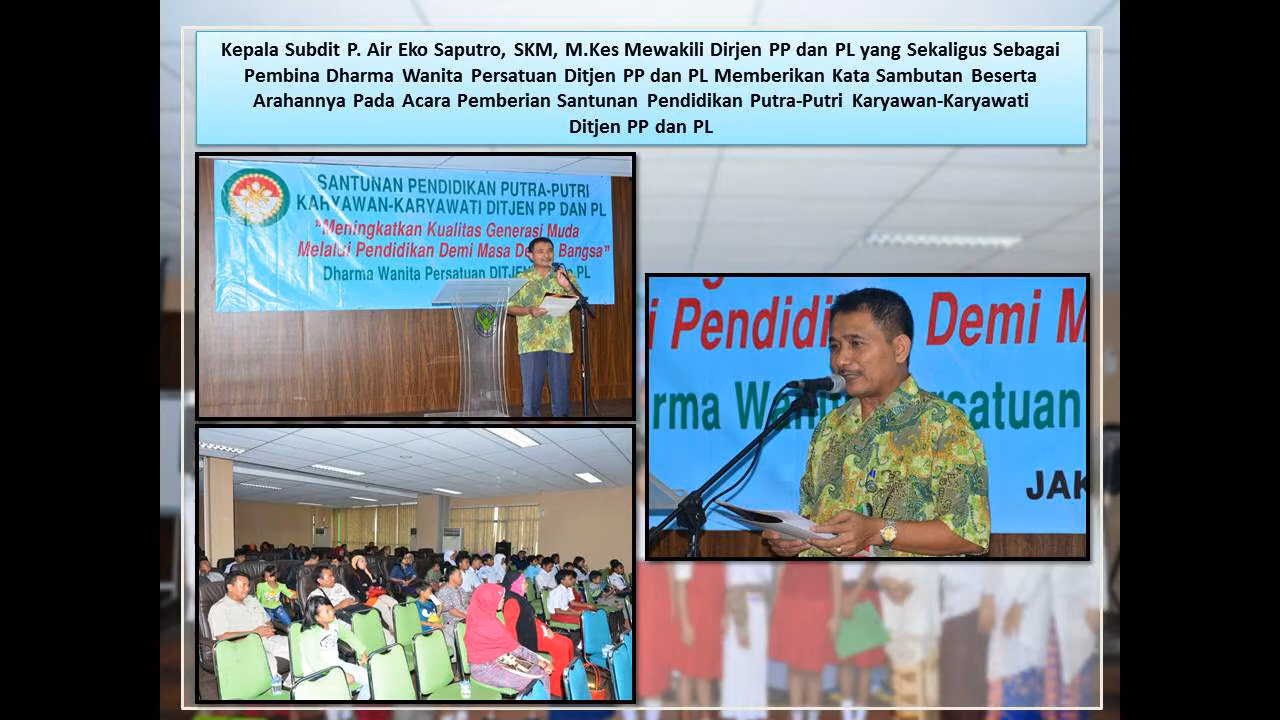 Kepala Subdit P. Air Eko Saputro, SKM, M.Kes Mewakili Dirjen PP dan PL yang Sekaligus Sebagai
Pembina Dharma Wanita Persatuan Ditjen PP dan PL Memberikan Kata Sambutan Beserta
Arahannya Pada Acara Pemberian Santunan Pendidikan Putra-Putri Karyawan-Karyawati
Ditjen PP dan PL
SANTUNAN PENDIDIKAN PUTRA-PUTRI
KARYAWAN-KARYAWATI DITJEN PP DAN PL
"Meningkatkan Kualitas Generasi Muda
Melalui Pendidikan Demi Masa De Bangsa"
Dharma Wanita Persatuan DITJEN PL
i Pendidi Demi M
rma Wani rsatuan
JAK